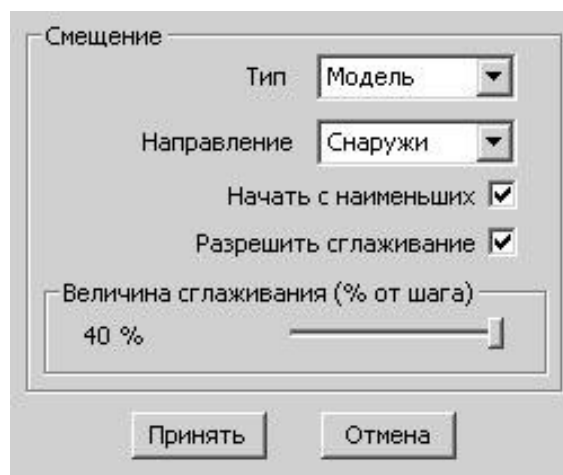 Смещение
Тип Модель
Направление Снаружи
Начать с наименьших
Разрешить сглаживание
Величина сглаживания (% от шага)
40 %
Принять Отмена